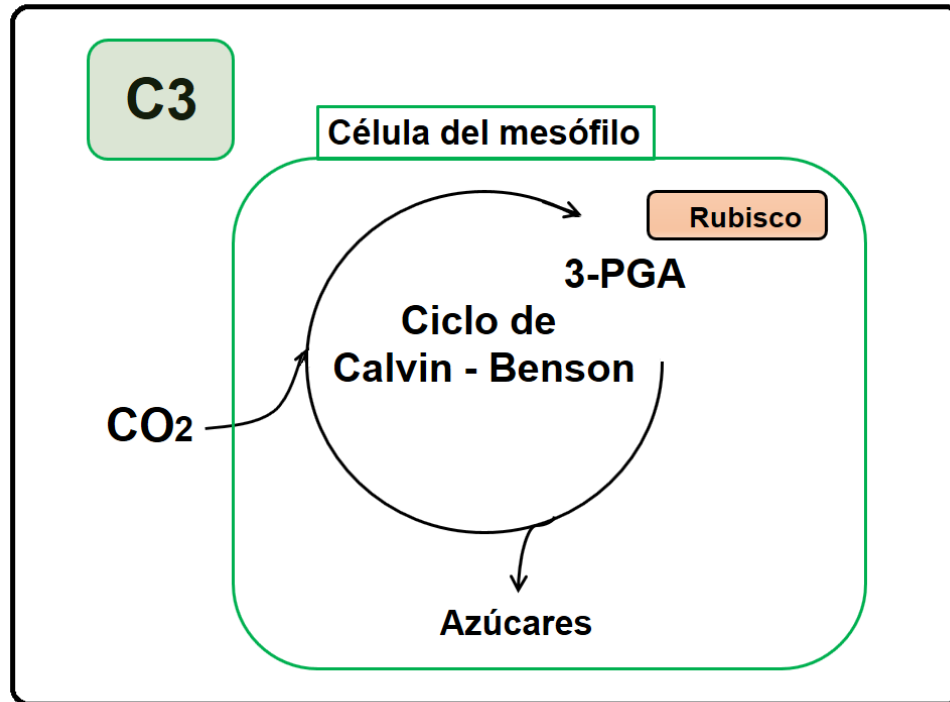 C3
Célula del mesófilo
Rubisco
3-PGA
Ciclo de
Calvin - Benson
CO2
Azúcares